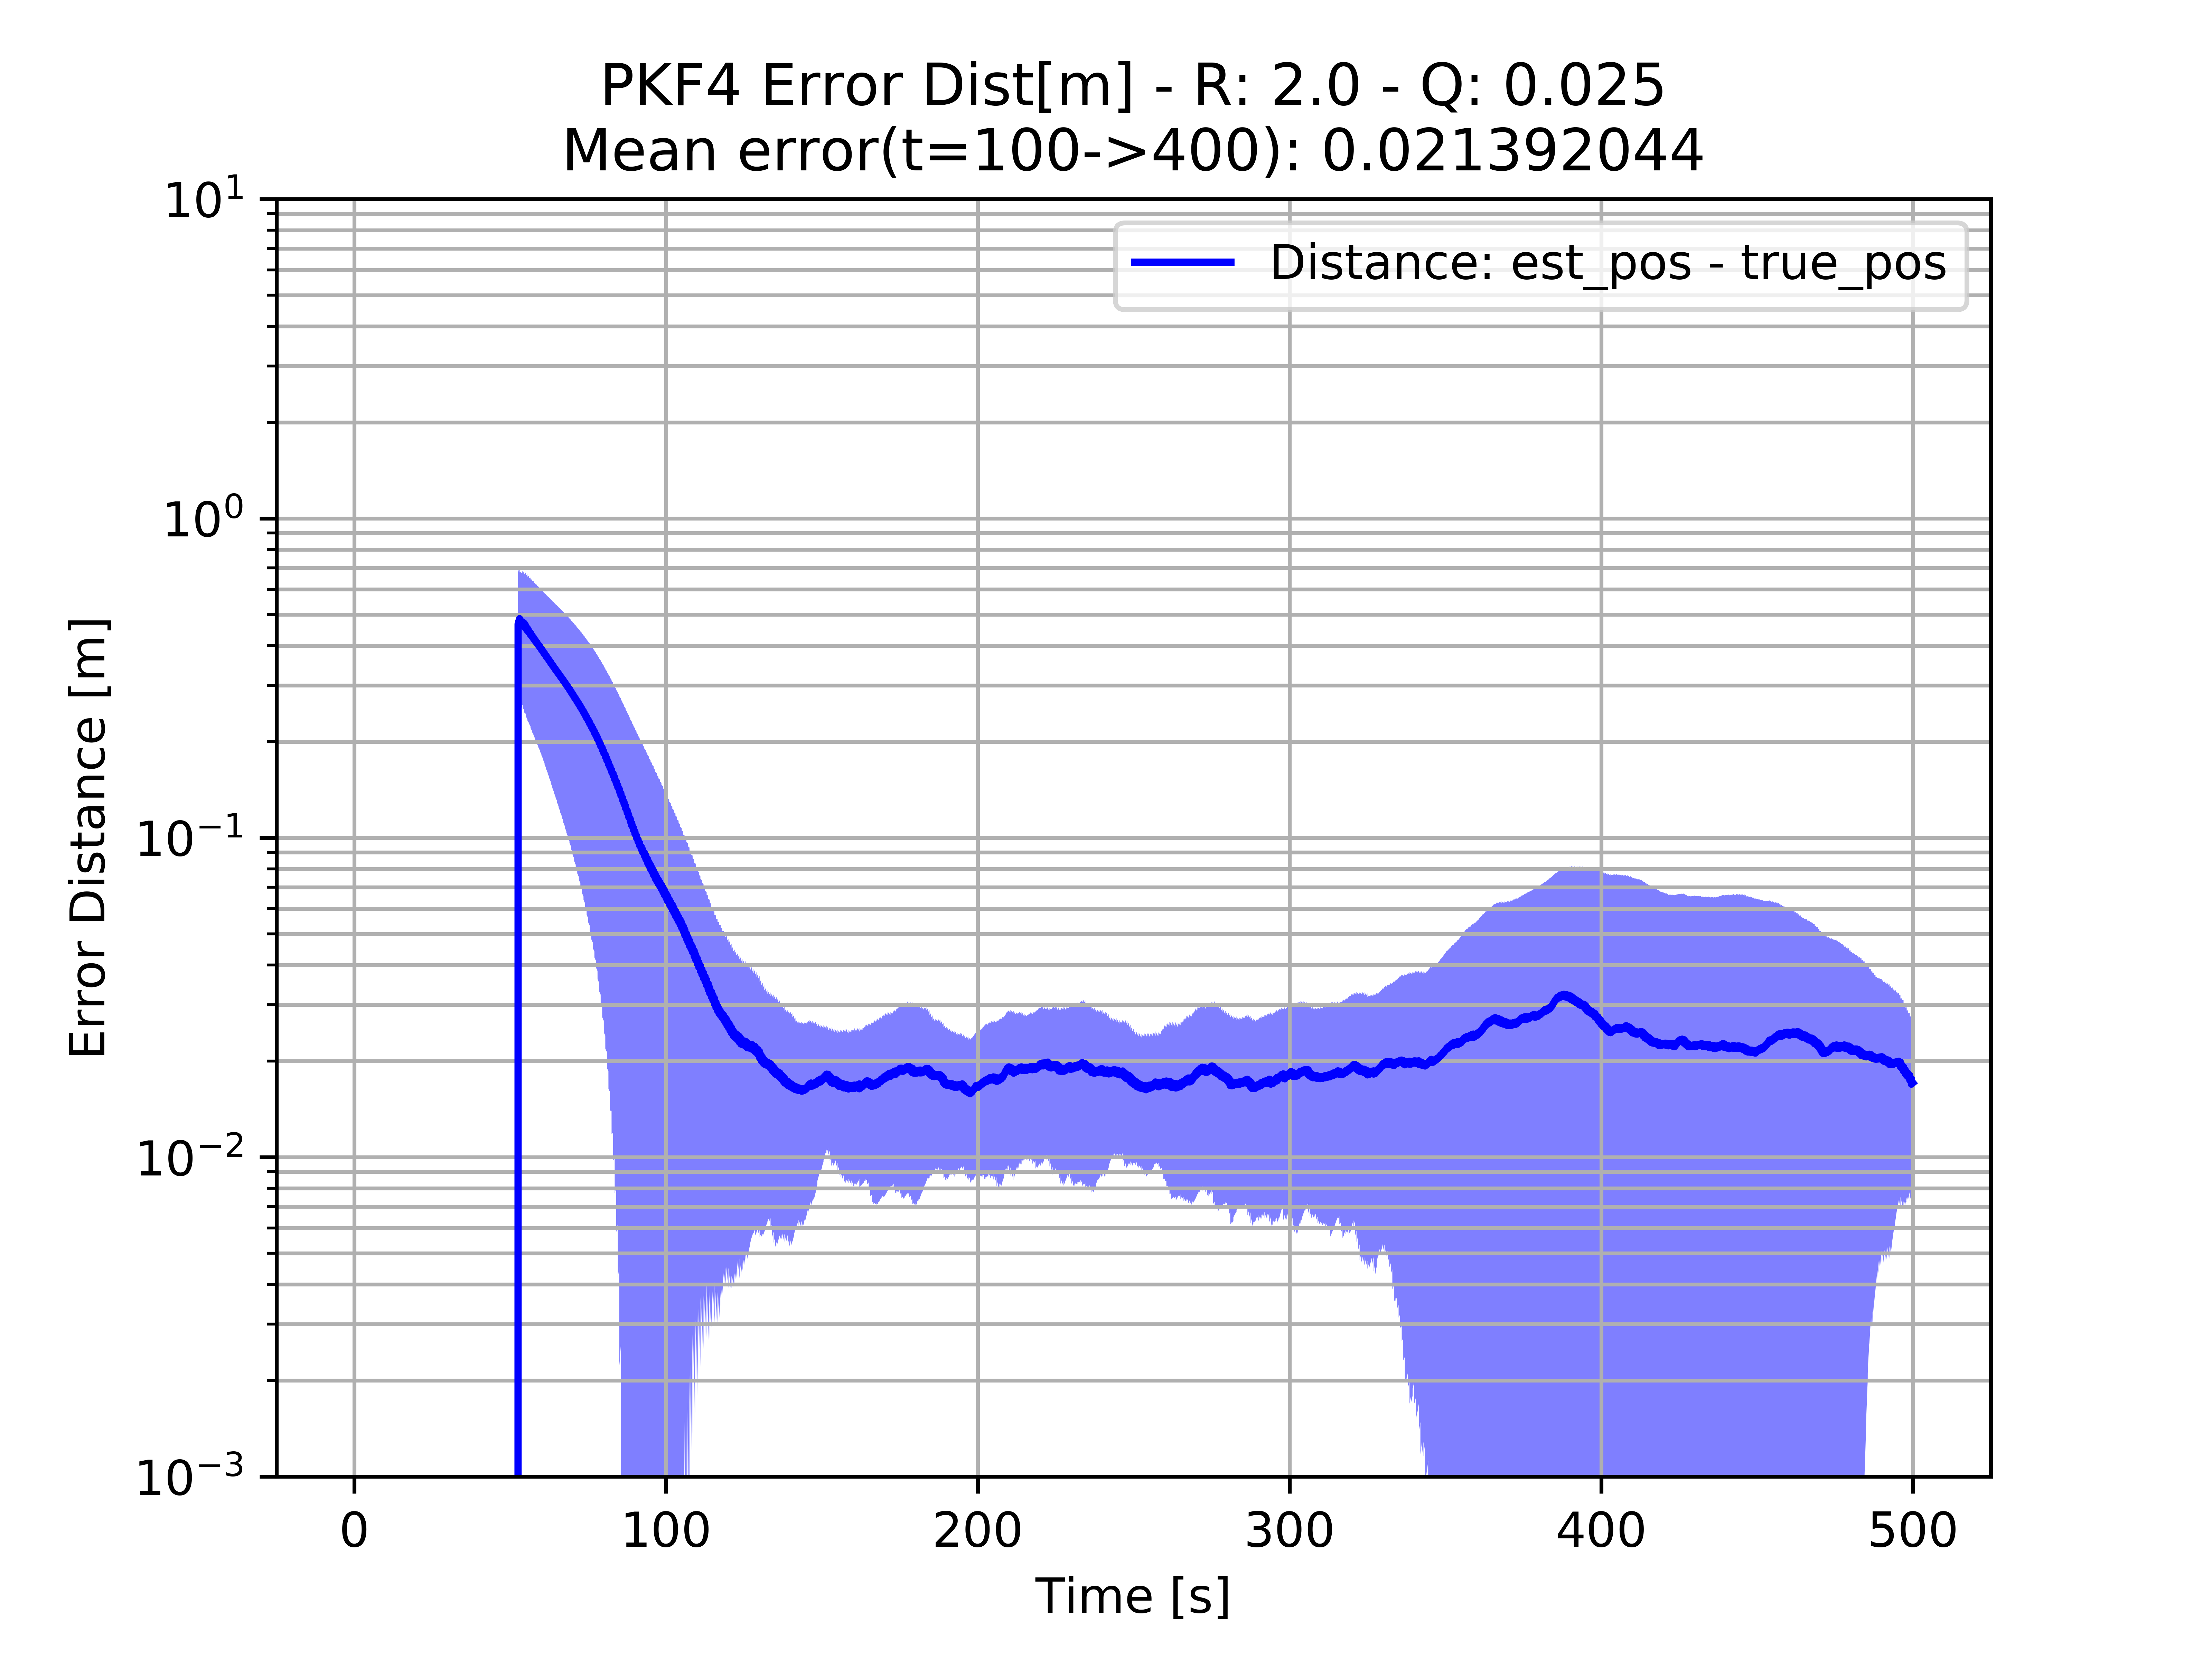 PKF4 Error Dist[m] - R: 2.0 - Q: 0.025
Mean error(t=100->400): 0.021392044
Distance: est_pos - true_pos
Error Distance [m]
10¹
10⁰
10⁻¹
10⁻²
10⁻³
0 100 200 300 400 500
Time [s]